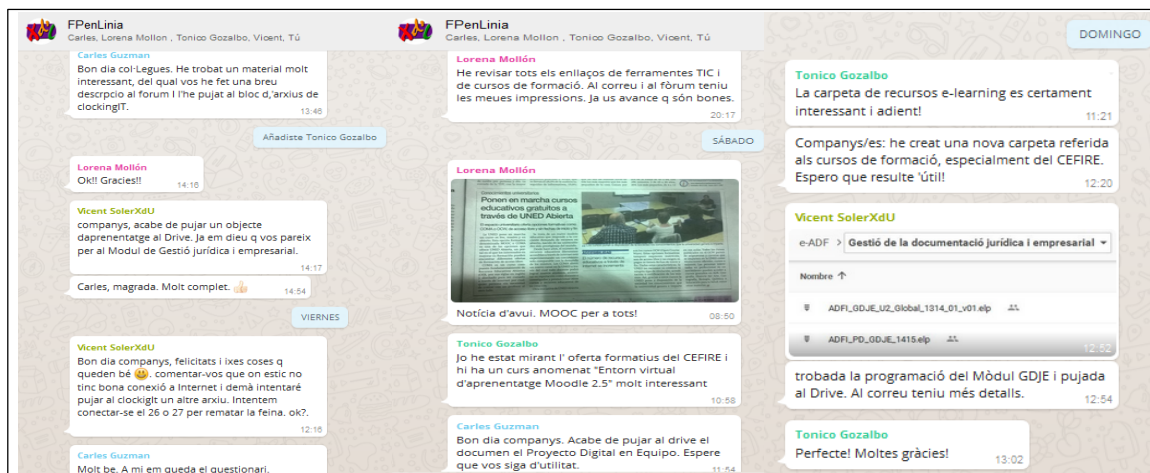 FPenLinia
Carles, Lorena Mollon , Tonico Gozalbo, Vicent, Tú
Carles Guzman
Bon dia col·Legues. He trobat un material molt
interessant, del qual vos he fet una breu
descrpcio al forum I l'he pujat al bloc d,'arxius de
clockingIT.
13:46
Añadiste Tonico Gozalbo
Lorena Mollón
Ok!! Gracies!!
14:16
Vicent SolerXdU
companys, acabe de pujar un objecte
daprenentatge al Drive. Ja em dieu q vos pareix
per al Modul de Gestió jurídica i empresarial.
14:17
Carles, magrada. Molt complet.
14:54
VIERNES
Vicent SolerXdU
Bon dia companys, felicitats i ixes coses q
queden bé. comentar-vos que on estic no
tinc bona conexió a Internet i demà intentaré
pujar al clockigIt un altre arxiu. Intentem
conectar-se el 26 o 27 per rematar la feina. ok?.
12:16
Carles Guzman
Molt be. A mi em queda el questionari.
FPenLinia
Carles, Lorena Mollon , Tonico Gozalbo, Vicent, Tú
Lorena Mollón
He revisar tots els enllaços de ferramentes TIC i
de cursos de formació. Al correu i al fòrum teniu
les meues impressions. Ja us avance q són bones.
20:17
SÁBADO
Lorena Mollón
Ponen en marcha cursos
educativos gratuitos a
través de UNED Abierta
Notícia d'avui. MOOC per a tots!
08:50
Tonico Gozalbo
Jo he estat mirant l' oferta formatius del CEFIRE i
hi ha un curs anomenat "Entorn virtual
d'aprenentatge Moodle 2.5" molt interessant
10:58
Carles Guzman
Bon dia companys. Acabe de pujar al drive el
documen el Proyecto Digital en Equipo. Espere
que vos siga d'utilitat.
11:54
DOMINGO
Tonico Gozalbo
La carpeta de recursos e-learning es certament
interessant i adient!
11:21
Companys/es: he creat una nova carpeta referida
als cursos de formació, especialment del CEFIRE.
Espero que resulte 'útil!
12:20
Vicent SolerXdU
e-ADF > Gestió de la documentació jurídica i empresarial
Nombre ↑
ADFI_GDJE_U2_Global_1314_01_v01.elp
ADFI_PD_GDJE_1415.elp
12:52
trobada la programació del Mòdul GDJE i pujada
al Drive. Al correu teniu més detalls.
12:54
Tonico Gozalbo
Perfecte! Moltes gràcies!
13:02